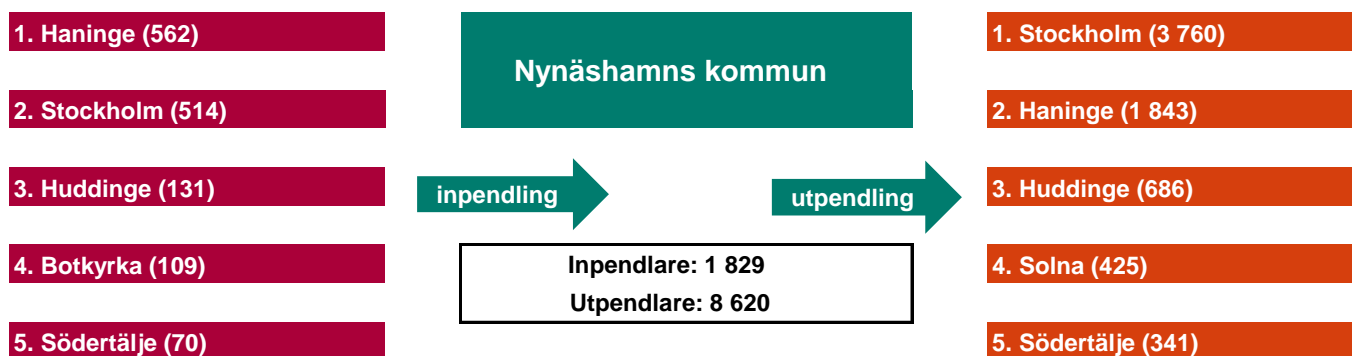 1. Haninge (562)
2. Stockholm (514)
3. Huddinge (131)
4. Botkyrka (109)
5. Södertälje (70)
Nynäshamns kommun
inpendling
utpendling
Inpendlare: 1 829
Utpendlare: 8 620
1. Stockholm (3 760)
2. Haninge (1 843)
3. Huddinge (686)
4. Solna (425)
5. Södertälje (341)